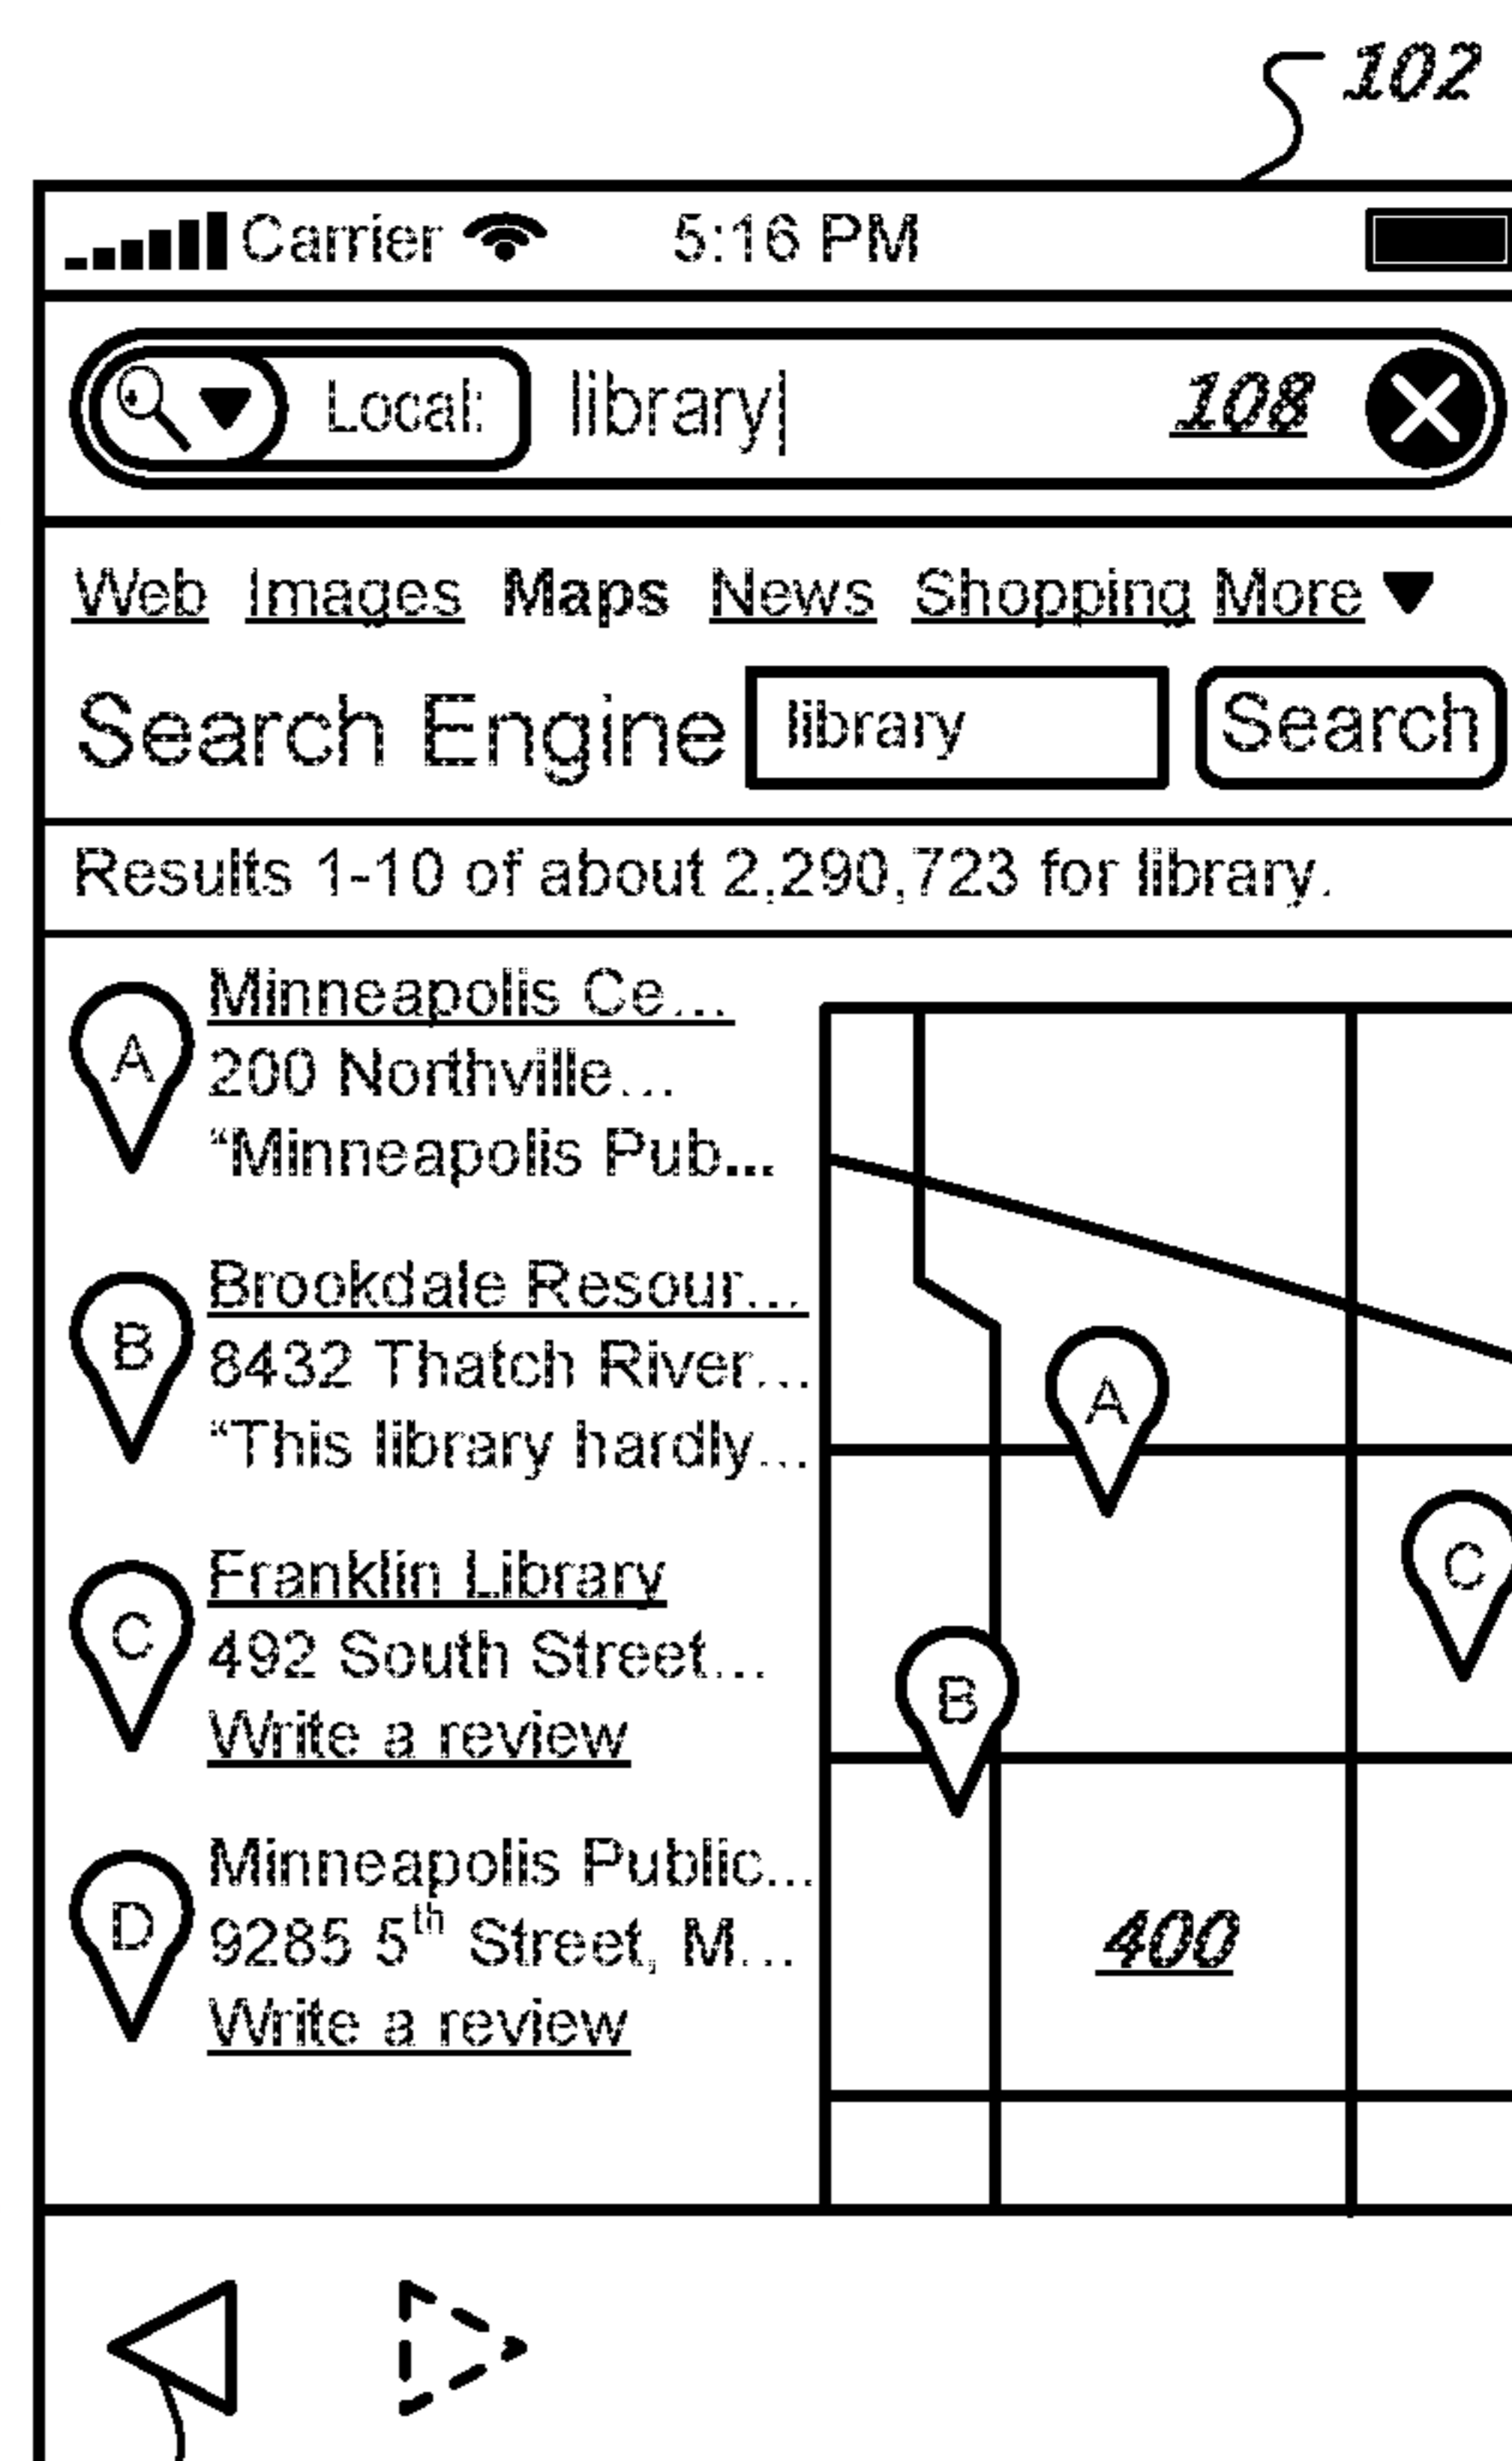 102
Carrier 5:16 PM
Local: library 108
Web Images Maps News Shopping More
Search Engine library Search
Results 1-10 of about 2,290,723 for library.
A Minneapolis Ce...
200 Northville...
“Minneapolis Pub...
B Brookdale Resour...
8432 Thatch River...
“This library hardly...
C Franklin Library
492 South Street...
Write a review
D Minneapolis Public...
9285 5th Street, M...
Write a review
A
C
B
400